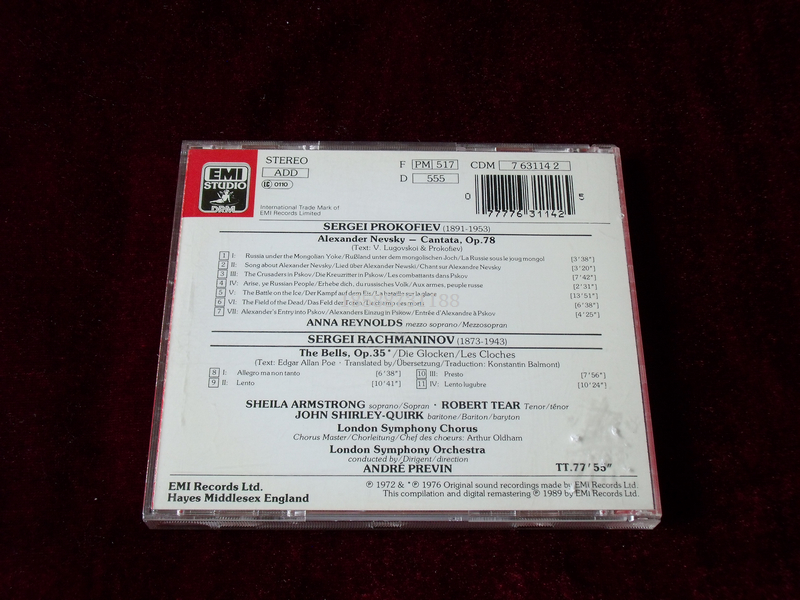 STEREO
ADD
0110
F PM 517 CDM 7 63114 2
D 555
0 77776 31142 5
EMI
STUDIO
DRM
International Trade Mark of
EMI Records Limited
SERGEI PROKOFIEV (1891-1953)
Alexander Nevsky – Cantata, Op.78
(Text: V. Lugovskoi & Prokofiev)
1 I: Russia under the Mongolian Yoke/Rußland unter dem mongolischen Joch/La Russie sous le joug mongol [3'38"]
2 II: Song about Alexander Nevsky/Lied über Alexander Newski/Chant sur Alexandre Nevsky [3'20"]
3 III: The Crusaders in Pskov/Die Kreuzritter in Pskow/Les combattants dans Pskov [7'42"]
4 IV: Arise, ye Russian People/Erhebe dich, du russisches Volk/Aux armes, peuple russe [2'31"]
5 V: The Battle on the Ice/Der Kampf auf dem Eis/La bataille sur la glace [13'51"]
6 VI: The Field of the Dead/Das Feld der [6'38"]
7 VII: Alexander's Entry into Pskov/Alexanders Einzug in Pskow/Entrée d'Alexandre à Pskov [4'25"]
ANNA REYNOLDS mezzo soprano/Mezzosopran
SERGEI RACHMANINOV (1873-1943)
The Bells, Op.35*/Die Glocken/Les Cloches
(Text: Edgar Allan Poe · Translated by/Übersetzung/Traduction: Konstantin Balmont)
8 I: Allegro ma non tanto [6'38"] 10 III: Presto [7'56"]
9 II: Lento [10'41"] 11 IV: Lento lugubre [10'24"]
SHEILA ARMSTRONG soprano/Sopran · ROBERT TEAR Tenor/ténor
JOHN SHIRLEY-QUIRK baritone/Bariton/baryton
London Symphony Chorus
Chorus Master/Chorleitung/Chef des chœurs: Arthur Oldham
London Symphony Orchestra
conducted by/Dirigent/direction
ANDRÉ PREVIN
TT.77'55"
EMI Records Ltd.
Hayes Middlesex England
℗ 1972 & *℗ 1976 Original sound recordings made by EMI Records Ltd.
This compilation and digital remastering ℗ 1989 by EMI Records Ltd.